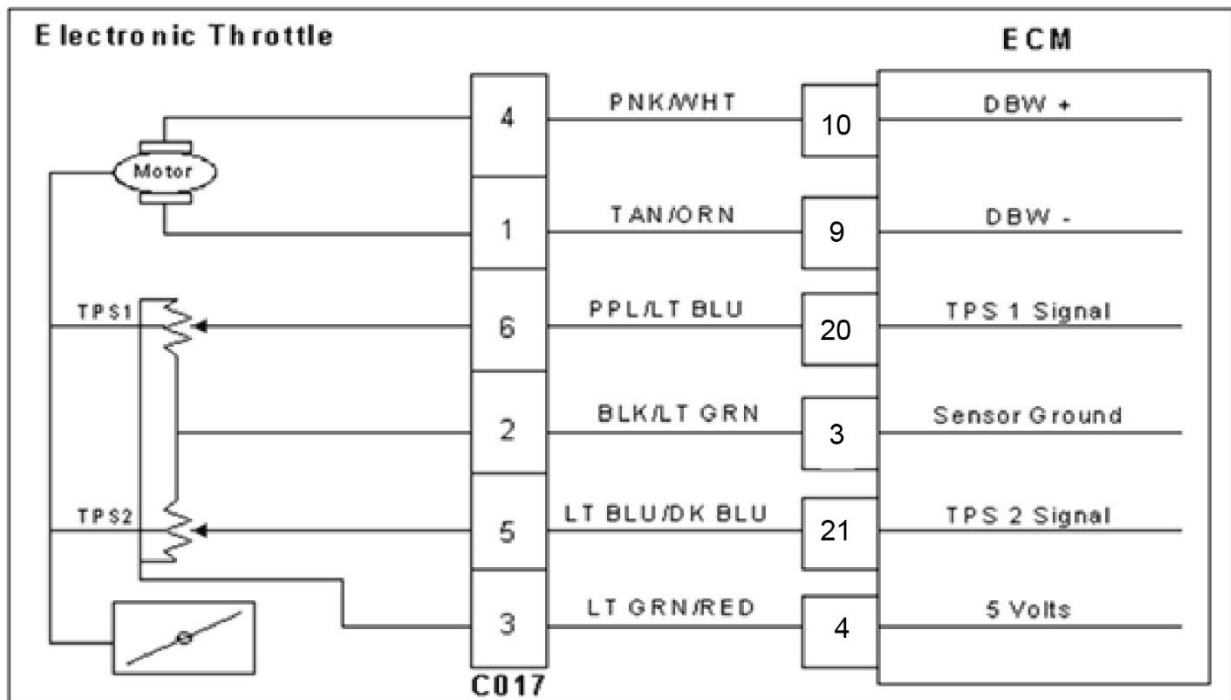 Electronic Throttle
ECM
4 PNK/WHT 10 DBW +
Motor
1 TAN/ORN 9 DBW -
TPS1 6 PPL/LT BLU 20 TPS 1 Signal
2 BLK/LT GRN 3 Sensor Ground
TPS2 5 LT BLU/DK BLU 21 TPS 2 Signal
3 LT GRN/RED 4 5 Volts
C017